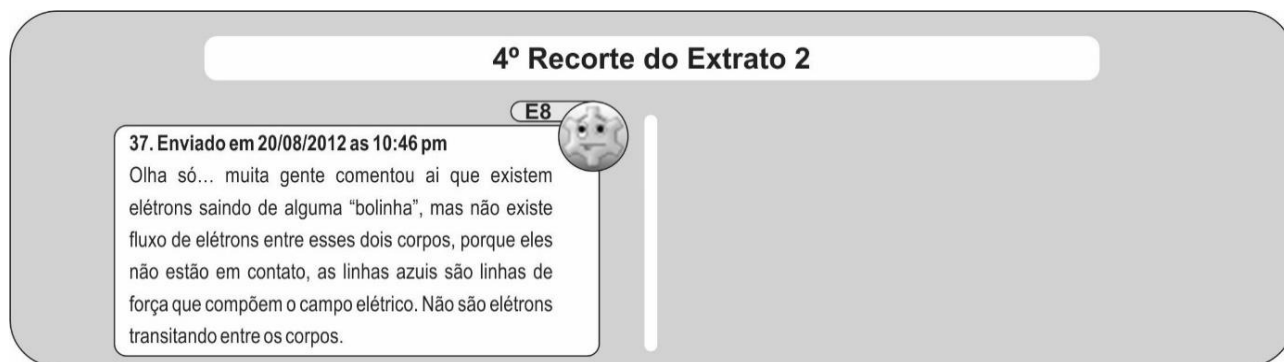 4º Recorte do Extrato 2
E8
37. Enviado em 20/08/2012 as 10:46 pm
Olha só... muita gente comentou ai que existem
elétrons saindo de alguma “bolinha”, mas não existe
fluxo de elétrons entre esses dois corpos, porque eles
não estão em contato, as linhas azuis são linhas de
força que compõem o campo elétrico. Não são elétrons
transitando entre os corpos.